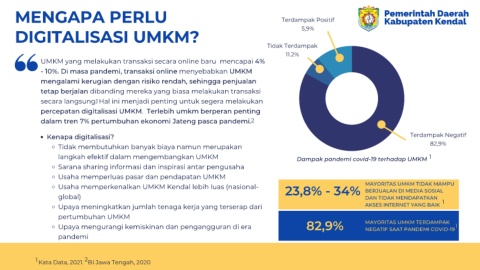 MENGAPA PERLU
DIGITALISASI UMKM?
Pemerintah Daerah
Kabupaten Kendal
UMKM yang melakukan transaksi secara online baru mencapai 4%
- 10%. Di masa pandemi, transaksi online menyebabkan UMKM
mengalami kerugian dengan risiko rendah, sehingga penjualan
tetap berjalan dibanding mereka yang biasa melakukan transaksi
secara langsung.1 Hal ini menjadi penting untuk segera melakukan
percepatan digitalisasi UMKM. Terlebih umkm berperan penting
dalam tren 7% pertumbuhan ekonomi Jateng pasca pandemi.2
• Kenapa digitalisasi?
Tidak membutuhkan banyak biaya namun merupakan
langkah efektif dalam mengembangkan UMKM
Sarana sharing informasi dan inspirasi antar pengusaha
Usaha memperluas pasar dan pendapatan UMKM
Usaha memperkenalkan UMKM Kendal lebih luas (nasional-
global)
Upaya meningkatkan jumlah tenaga kerja yang terserap dari
pertumbuhan UMKM
Upaya mengurangi kemiskinan dan pengangguran di era
pandemi
Terdampak Positif
5,9%
Tidak Terdampak
11,2%
Terdampak Negatif
82,9%
Dampak pandemi covid-19 terhadap UMKM 1
23,8% - 34%
MAYORITAS UMKM TIDAK MAMPU
BERJUALAN DI MEDIA SOSIAL
DAN TIDAK MENDAPATKAN
AKSES INTERNET YANG BAIK 1
82,9%
MAYORITAS UMKM TERDAMPAK
NEGATIF SAAT PANDEMI COVID-19 1
1 Kata Data, 2021. 2 BI Jawa Tengah, 2020